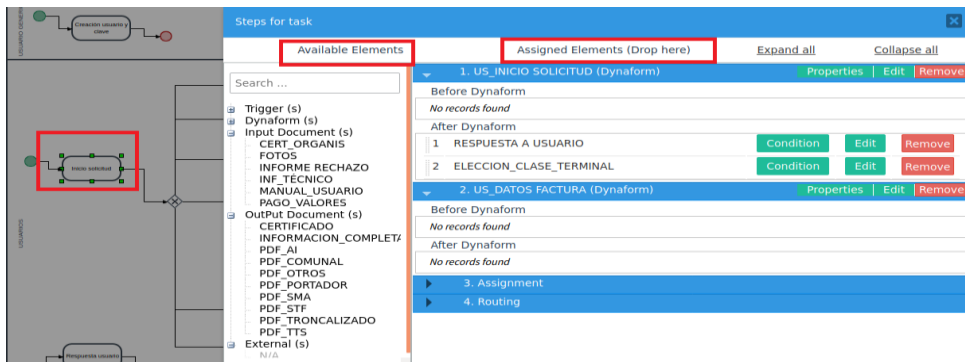 USUARIO GENERI
Creación usuario y
clave
Inicio solicitud
USUARIOS
Respuesta usuario
Steps for task
Available Elements
Assigned Elements (Drop here)
Expand all
Collapse all
Search ...
Trigger (s)
Dynaform (s)
Input Document (s)
CERT_ORGANIS
FOTOS
INFORME RECHAZO
INF_TÉCNICO
MANUAL_USUARIO
PAGO_VALORES
OutPut Document (s)
CERTIFICADO
INFORMACION_COMPLETA
PDF_AI
PDF_COMUNAL
PDF_OTROS
PDF_PORTADOR
PDF_SMA
PDF_STF
PDF_TRONCALIZADO
PDF_TTS
External (s)
N/A
1. US_INICIO SOLICITUD (Dynaform)
Properties Edit Remove
Before Dynaform
No records found
After Dynaform
1 RESPUESTA A USUARIO Condition Edit Remove
2 ELECCION_CLASE_TERMINAL Condition Edit Remove
2. US_DATOS FACTURA (Dynaform)
Properties Edit Remove
Before Dynaform
No records found
After Dynaform
No records found
3. Assignment
4. Routing